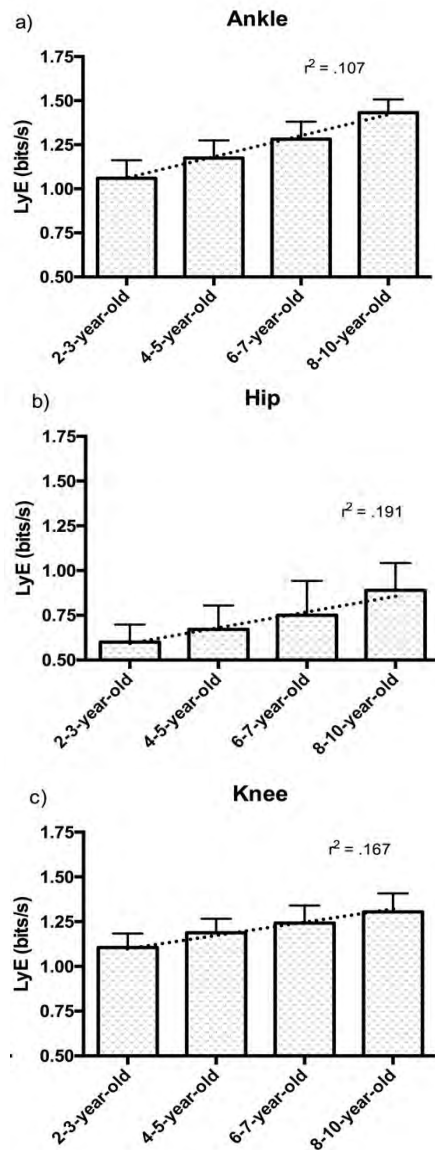 a)
Ankle
r² = .107
LyE (bits/s)
1.75
1.50
1.25
1.00
0.75
0.50
2-3-year-old
4-5-year-old
6-7-year-old
8-10-year-old
b)
Hip
r² = .191
LyE (bits/s)
1.75
1.50
1.25
1.00
0.75
0.50
2-3-year-old
4-5-year-old
6-7-year-old
8-10-year-old
c)
Knee
r² = .167
LyE (bits/s)
1.75
1.50
1.25
1.00
0.75
0.50
2-3-year-old
4-5-year-old
6-7-year-old
8-10-year-old